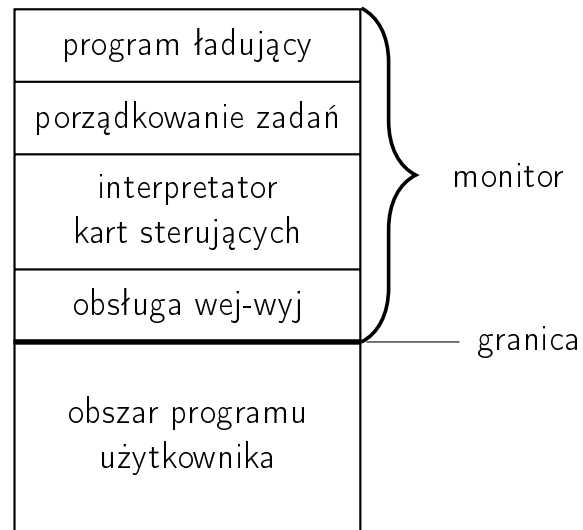 program ładujący
porządkowanie zadań
interpretator
kart sterujących
monitor
obsługa wej-wyj
granica
obszar programu
użytkownika